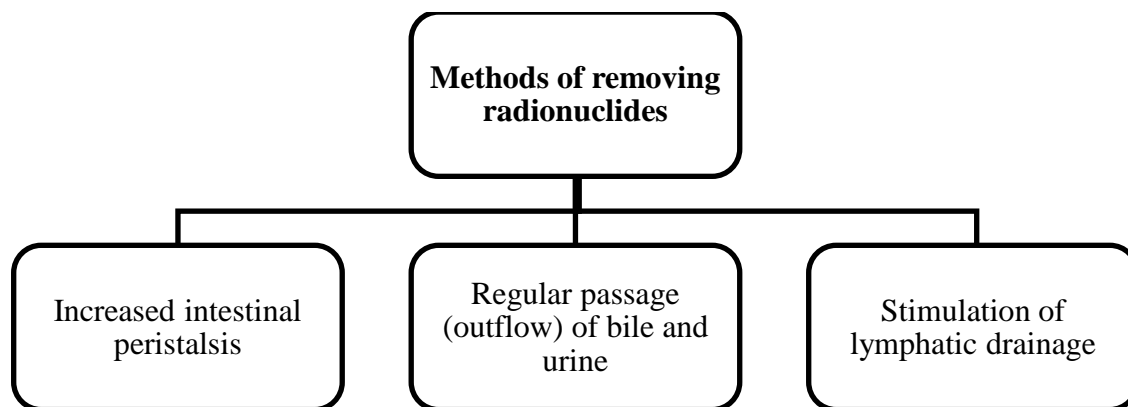 Methods of removing
radionuclides
Increased intestinal
peristalsis
Regular passage
(outflow) of bile and
urine
Stimulation of
lymphatic drainage